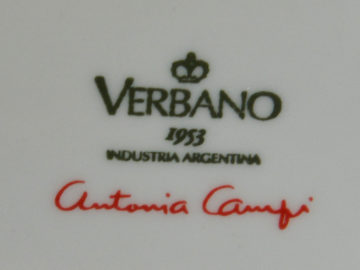 VERBANO
1953
INDUSTRIA ARGENTINA
Antonia Campi